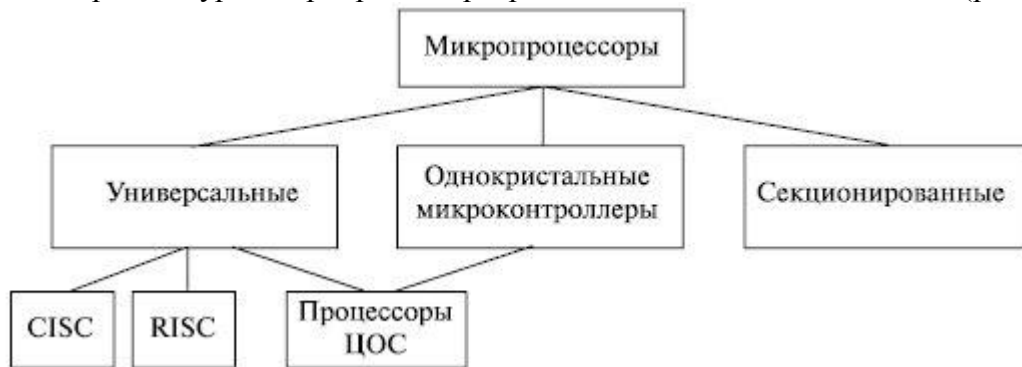 Микропроцессоры
Универсальные
Однокристальные
микроконтроллеры
Секционированные
CISC
RISC
Процессоры
ЦОС